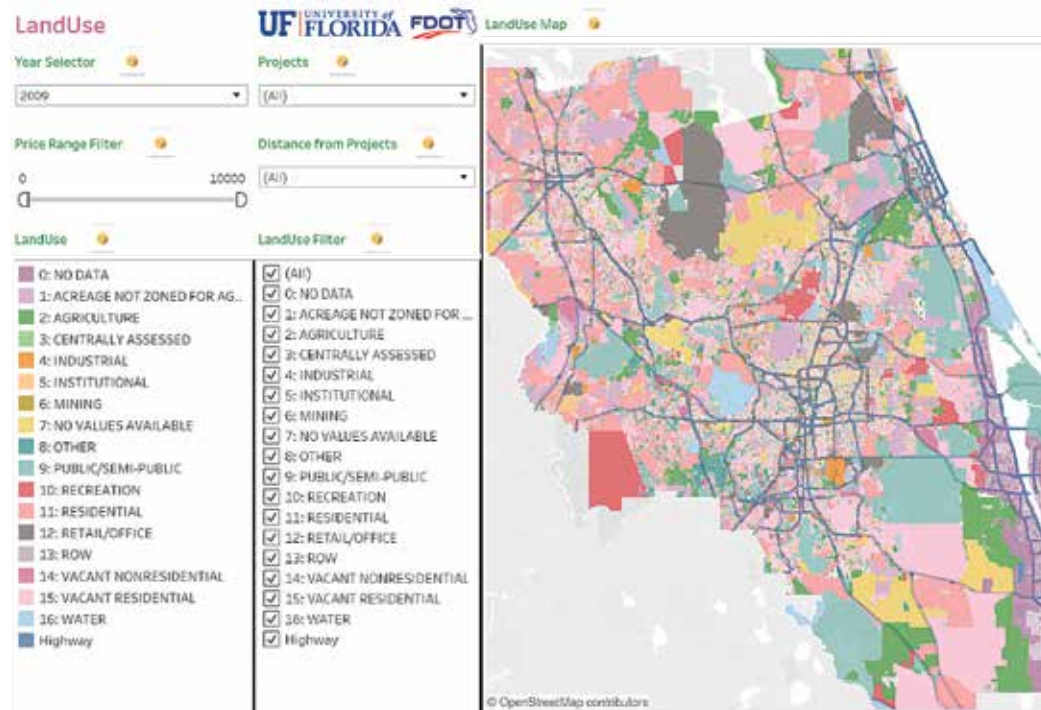 LandUse
UF UNIVERSITY of FLORIDA
FDOT
LandUse Map
Year Selector
Projects
2009
(All)
Price Range Filter
Distance from Projects
0
10000
(All)
LandUse
LandUse Filter
0: NO DATA
1: ACREAGE NOT ZONED FOR AG..
2: AGRICULTURE
3: CENTRALLY ASSESSED
4: INDUSTRIAL
5: INSTITUTIONAL
6: MINING
7: NO VALUES AVAILABLE
8: OTHER
9: PUBLIC/SEMI-PUBLIC
10: RECREATION
11: RESIDENTIAL
12: RETAIL/OFFICE
13: ROW
14: VACANT NONRESIDENTIAL
15: VACANT RESIDENTIAL
16: WATER
Highway
(All)
0: NO DATA
1: ACREAGE NOT ZONED FOR ...
2: AGRICULTURE
3: CENTRALLY ASSESSED
4: INDUSTRIAL
5: INSTITUTIONAL
6: MINING
7: NO VALUES AVAILABLE
8: OTHER
9: PUBLIC/SEMI-PUBLIC
10: RECREATION
11: RESIDENTIAL
12: RETAIL/OFFICE
13: ROW
14: VACANT NONRESIDENTIAL
15: VACANT RESIDENTIAL
16: WATER
Highway
© OpenStreetMap contributors